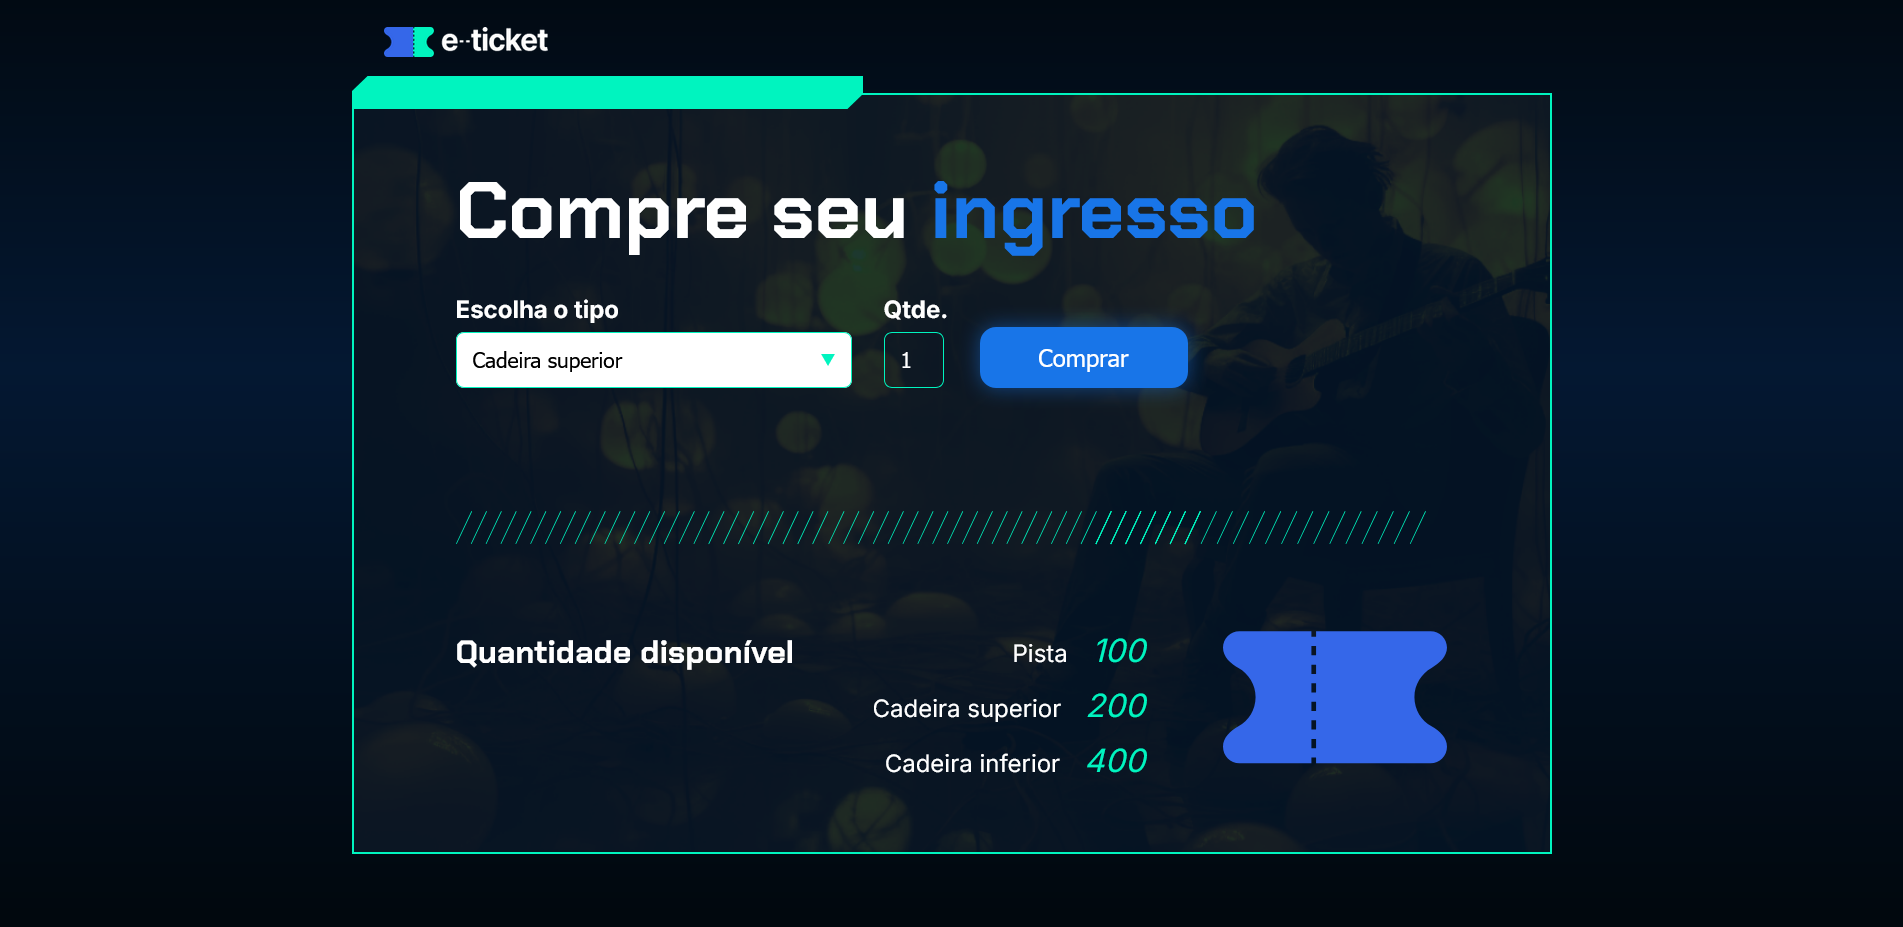 e--ticket
Compre seu ingresso
Escolha o tipo
Qtde.
Cadeira superior ▼
1
Comprar
Quantidade disponível
Pista 100
Cadeira superior 200
Cadeira inferior 400